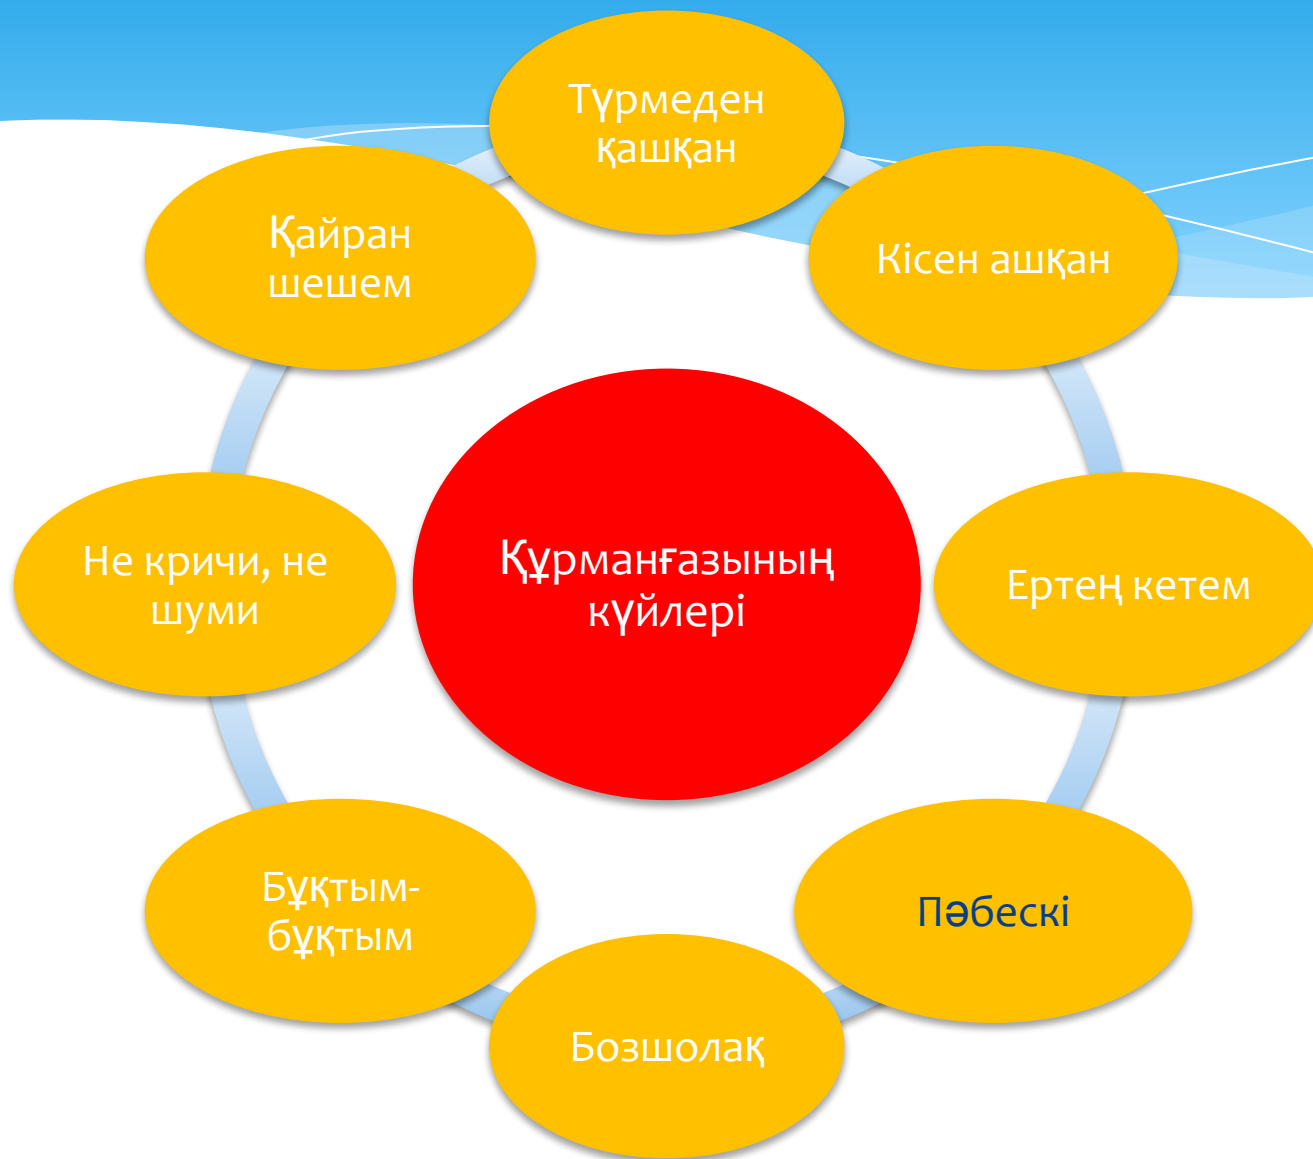 Түрмеден
қашқан
Кісен ашқан
Ертең кетем
Пәбескі
Бозшолақ
Бұқтым-
бұқтым
Не кричи, не
шуми
Қайран
шешем
Құрманғазының
күйлері